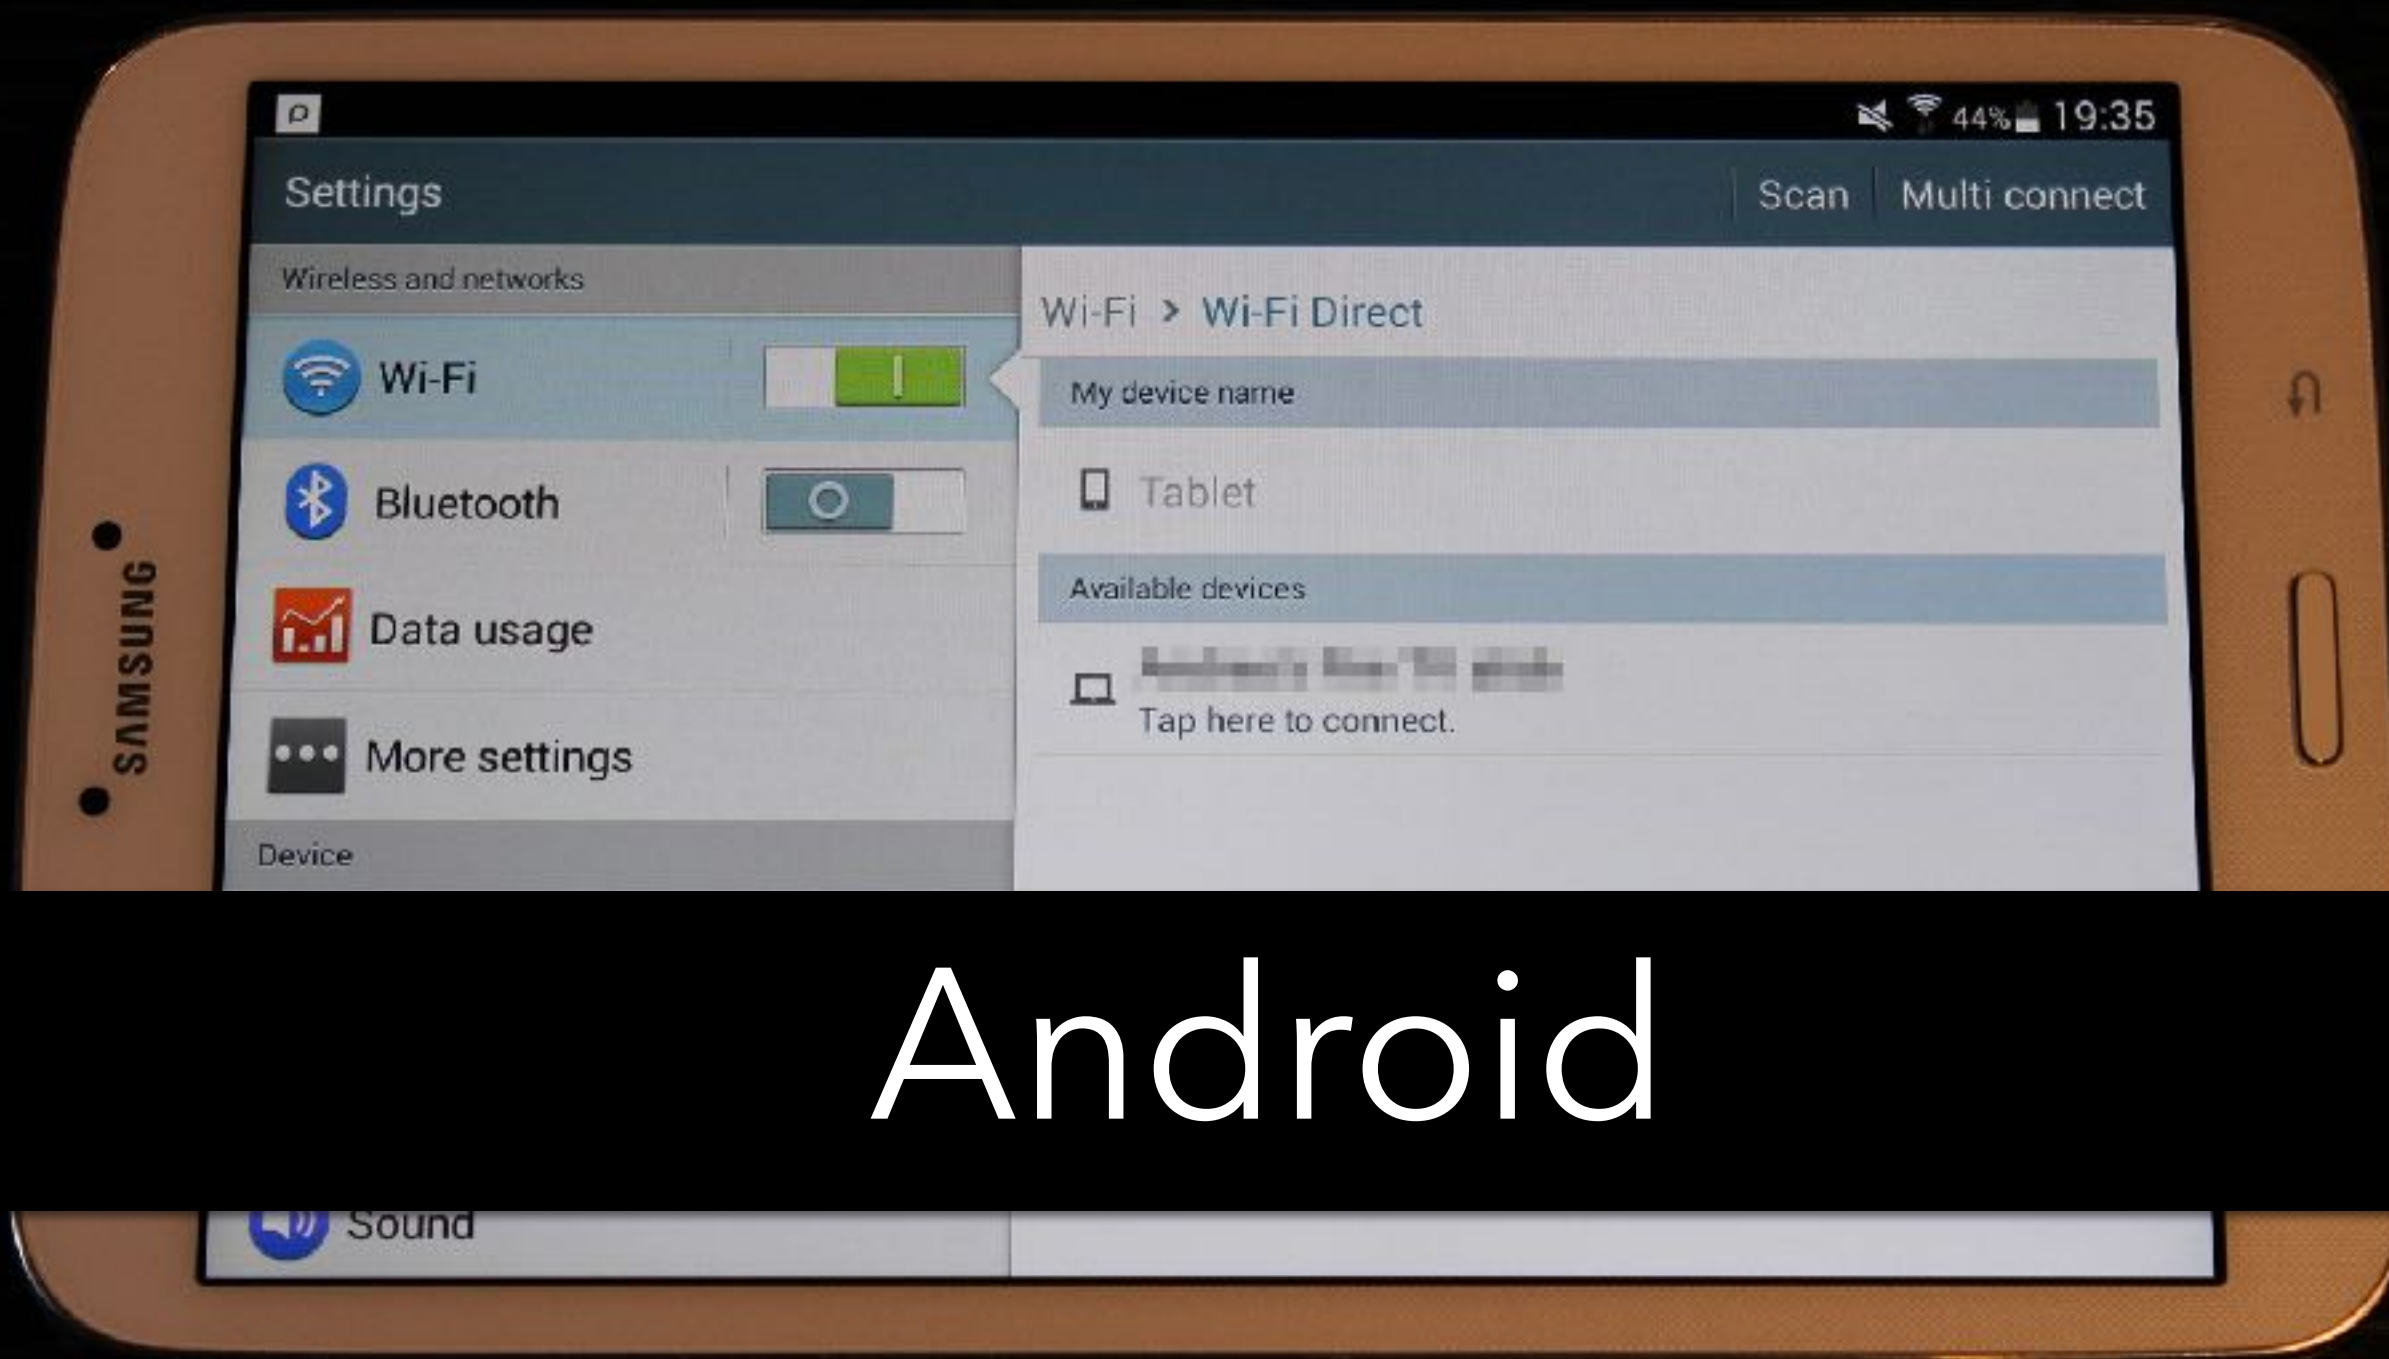 44% 19:35
Settings
Scan
Multi connect
Wireless and networks
Wi-Fi
Bluetooth
Data usage
More settings
Device
Sound
Wi-Fi > Wi-Fi Direct
My device name
Tablet
Available devices
Tap here to connect.
SAMSUNG
Android